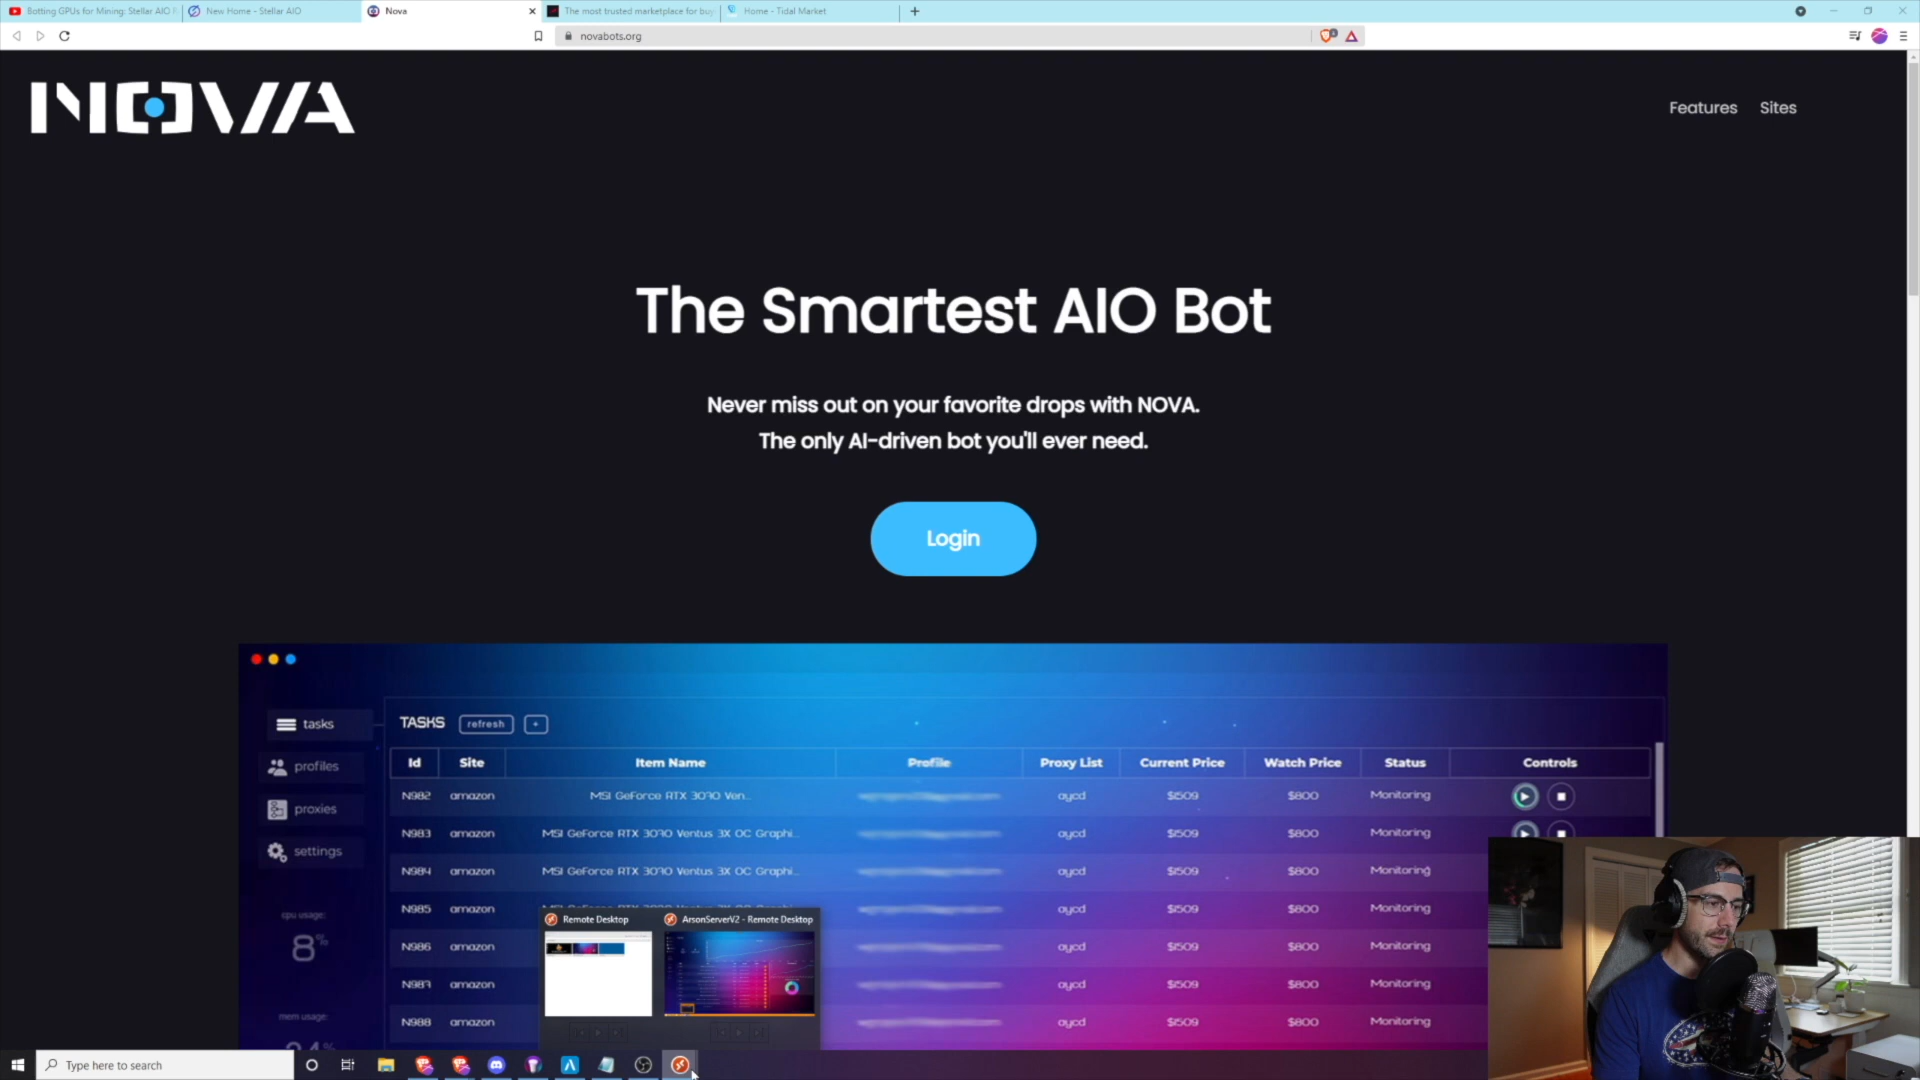 Botting GPUs for Mining: Stellar AIO
New Home - Stellar AIO
Nova
The most trusted marketplace for buy
Home - Tidal Market
novabots.org
NOVA
Features
Sites
The Smartest AIO Bot
Never miss out on your favorite drops with NOVA.
The only AI-driven bot you'll ever need.
Login
tasks
profiles
proxies
settings
cpu usage:
8%
mem usage:
TASKS
refresh
+
Id Site Item Name Profile Proxy List Current Price Watch Price Status Controls
N982 amazon MSI GeForce RTX 3070 Ven... aycd $1509 $800 Monitoring
N983 amazon MSI GeForce RTX 3070 Ventus 3X OC Graphi... aycd $1509 $800 Monitoring
N984 amazon MSI GeForce RTX 3070 Ventus 3X OC Graphi... aycd $1509 $800 Monitoring
N985 amazon aycd $1509 $800 Monitoring
N986 amazon aycd $1509 $800 Monitoring
N987 amazon aycd $1509 $800 Monitoring
N988 amazon aycd $1509 $800 Monitoring
Remote Desktop
ArsonServerV2 - Remote Desktop
Type here to search